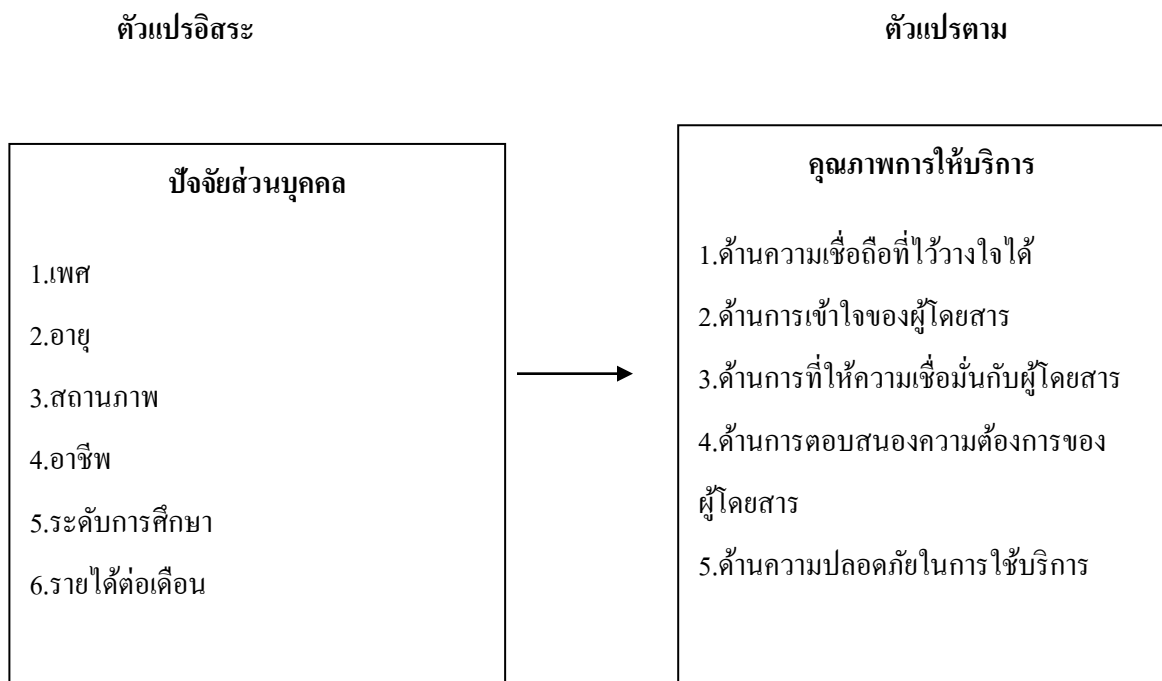 ตัวแปรอิสระ
ตัวแปรตาม
ปัจจัยส่วนบุคคล
1.เพศ
2.อายุ
3.สถานภาพ
4.อาชีพ
5.ระดับการศึกษา
6.รายได้ต่อเดือน
คุณภาพการให้บริการ
1.ด้านความเชื่อถือที่ไว้วางใจได้
2.ด้านการเข้าใจของผู้โดยสาร
3.ด้านการที่ให้ความเชื่อมั่นกับผู้โดยสาร
4.ด้านการตอบสนองความต้องการของ
ผู้โดยสาร
5.ด้านความปลอดภัยในการใช้บริการ